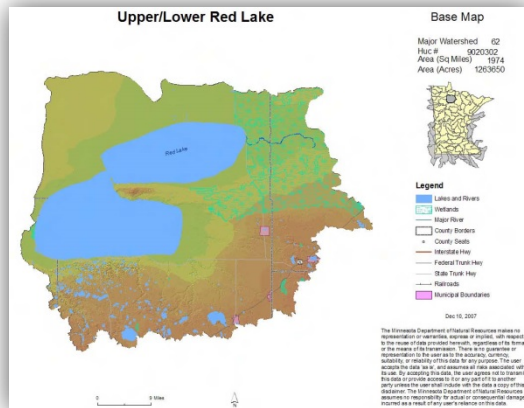 Upper/Lower Red Lake
Base Map
Major Watershed 62
Huc # 9020302
Area (Sq Miles) 1974
Area (Acres) 1263650
Red Lake
Legend
Lakes and Rivers
Wetlands
Major River
County Borders
County Seats
Interstate Hwy
Federal Trunk Hwy
State Trunk Hwy
Railroads
Municipal Boundaries
Dec 10, 2007
The Minnesota Department of Natural Resources makes no
representation or warranties, express or implied, with respect
to the reuse of data provided herewith, regardless of its format
or the means of its transmission. There is no guarantee or
representation to the user as to the accuracy, currency,
suitability, or reliability of this data for any purpose. The user
accepts the data 'as is', and assumes all risks associated with
its use. By accepting this data, the user agrees not to transmit
this data or provide access to it or any part of it to another
party unless the user shall include with the data a copy of this
disclaimer. The Minnesota Department of Natural Resources
assumes no responsibility for actual or consequential damage
incurred as a result of any user's reliance on this data.